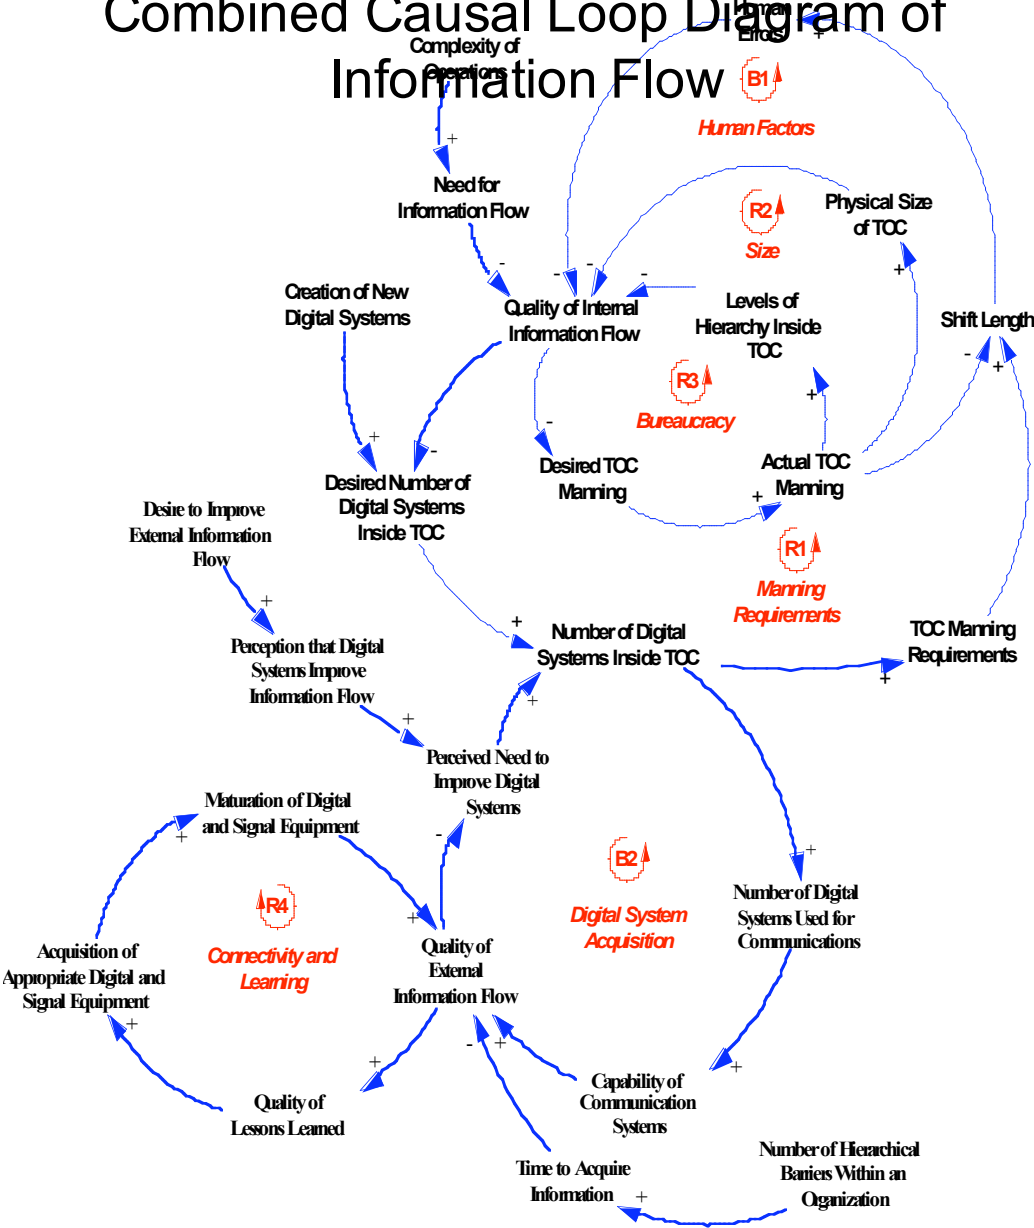 Combined Causal Loop Diagram of
Information Flow
Human
Errors
+
Complexity of
Operations
B1
Human Factors
+
Need for
Information Flow
R2
Size
Physical Size
of TOC
-
-
-
-
+
Creation of New
Digital Systems
Quality of Internal
Information Flow
Levels of
Hierarchy Inside
TOC
Shift Length
-
+
R3
Bureaucracy
+
+
-
-
Desired Number of
Digital Systems
Inside TOC
Desired TOC
Manning
+
Actual TOC
Manning
Desire to Improve
External Information
Flow
R1
Manning
Requirements
+
+
Perception that Digital
Systems Improve
Information Flow
Number of Digital
Systems Inside TOC
TOC Manning
Requirements
+
+
+
Perceived Need to
Improve Digital
Systems
Maturation of Digital
and Signal Equipment
+
-
B2
Digital System
Acquisition
+
Number of Digital
Systems Used for
Communications
R4
Connectivity and
Learning
+
Acquisition of
Appropriate Digital and
Signal Equipment
Quality of
External
Information Flow
+
+
-
+
+
Quality of
Lessons Learned
Capability of
Communication
Systems
Time to Acquire
Information
+
Number of Hierarchical
Barriers Within an
Organization